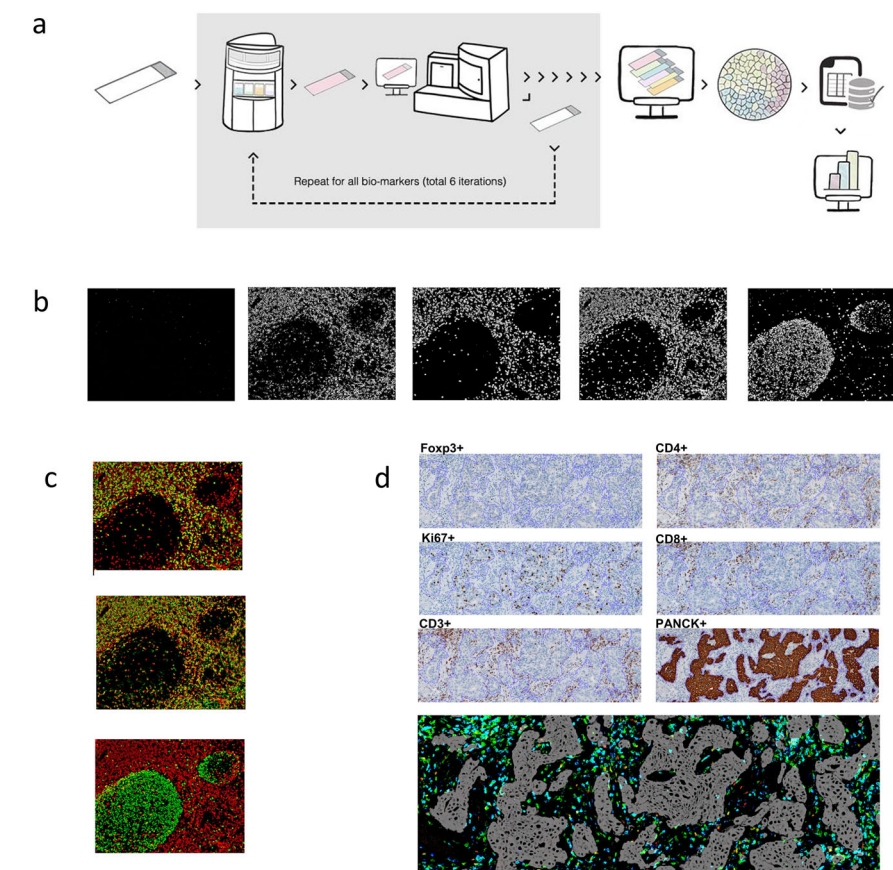 a
Repeat for all bio-markers (total 6 iterations)
b
c
d
Foxp3+
CD4+
Ki67+
CD8+
CD3+
PANCK+